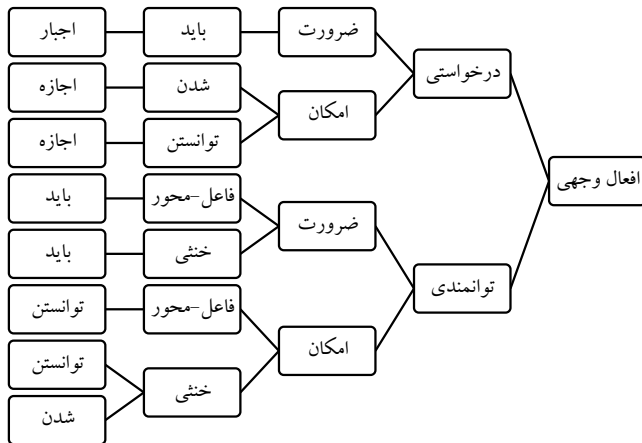 افعال وجهی
درخواستی
ضرورت
باید
اجبار
امکان
شدن
اجازه
توانستن
اجازه
توانمندی
ضرورت
فاعل-محور
باید
خنثی
باید
امکان
فاعل-محور
توانستن
خنثی
توانستن
شدن